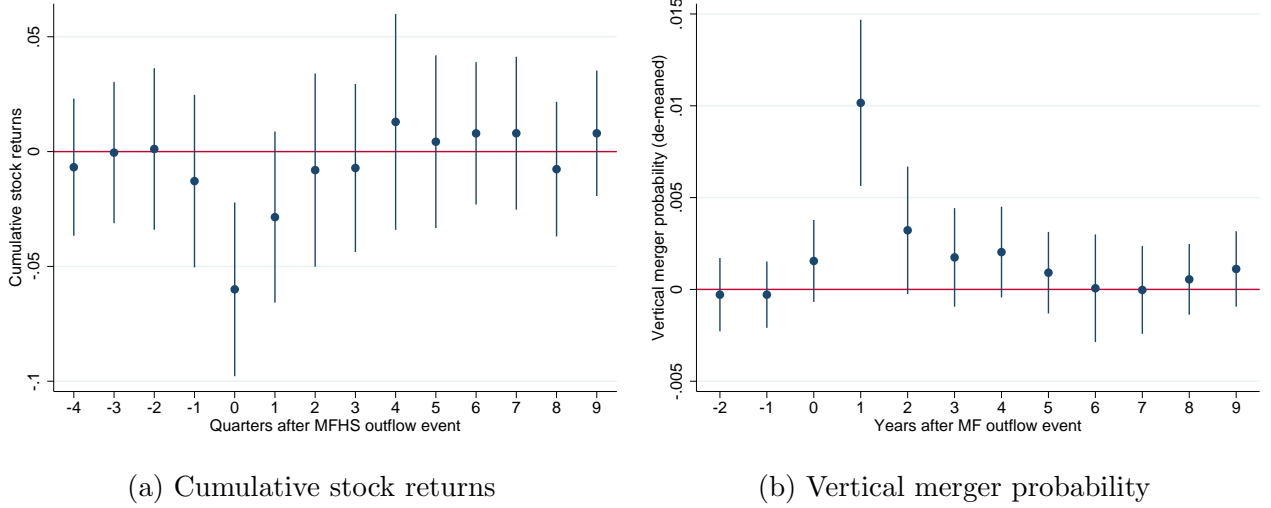 Cumulative stock returns
.05
0
-.05
-.1
-4 -3 -2 -1 0 1 2 3 4 5 6 7 8 9
Quarters after MFHS outflow event
(a) Cumulative stock returns
Vertical merger probability (de-meaned)
.015
.01
.005
0
-.005
-2 -1 0 1 2 3 4 5 6 7 8 9
Years after MF outflow event
(b) Vertical merger probability